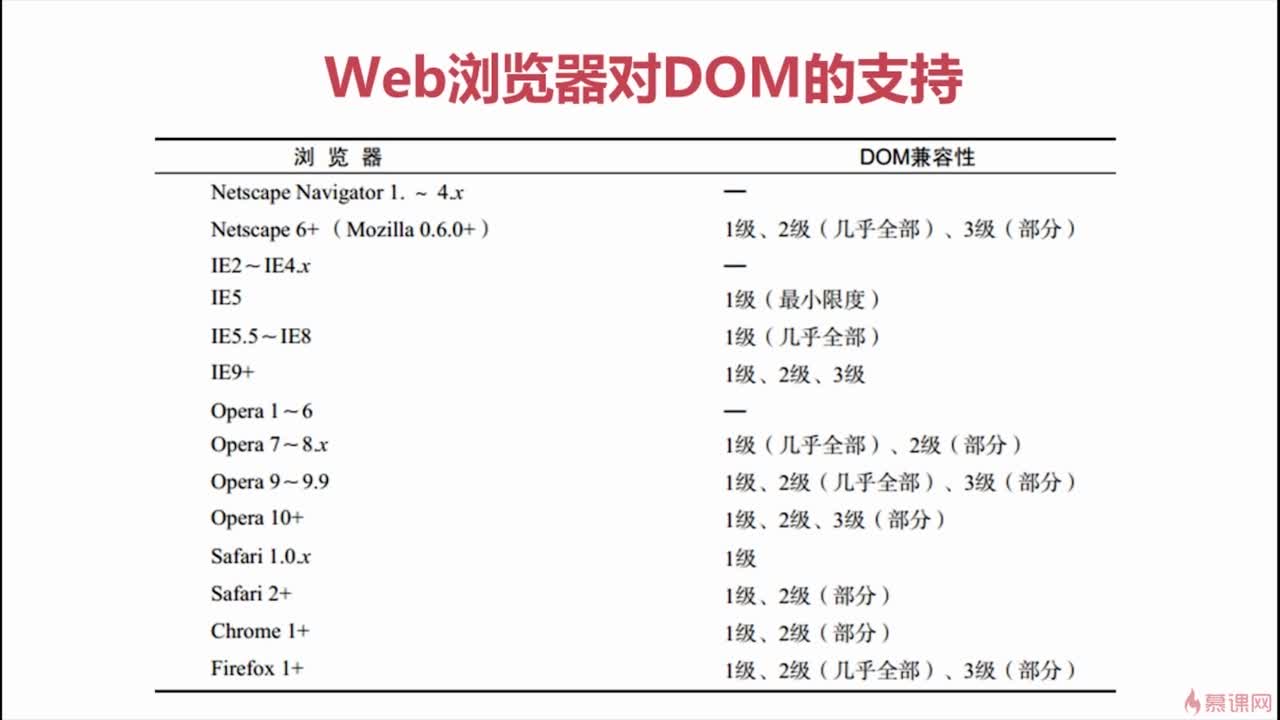 Web浏览器对DOM的支持
浏 览 器 DOM兼容性
Netscape Navigator 1. ~ 4.x —
Netscape 6+（Mozilla 0.6.0+） 1级、2级（几乎全部）、3级（部分）
IE2～IE4.x —
IE5 1级（最小限度）
IE5.5～IE8 1级（几乎全部）
IE9+ 1级、2级、3级
Opera 1～6 —
Opera 7～8.x 1级（几乎全部）、2级（部分）
Opera 9～9.9 1级、2级（几乎全部）、3级（部分）
Opera 10+ 1级、2级、3级（部分）
Safari 1.0.x 1级
Safari 2+ 1级、2级（部分）
Chrome 1+ 1级、2级（部分）
Firefox 1+ 1级、2级（几乎全部）、3级（部分）
慕课网